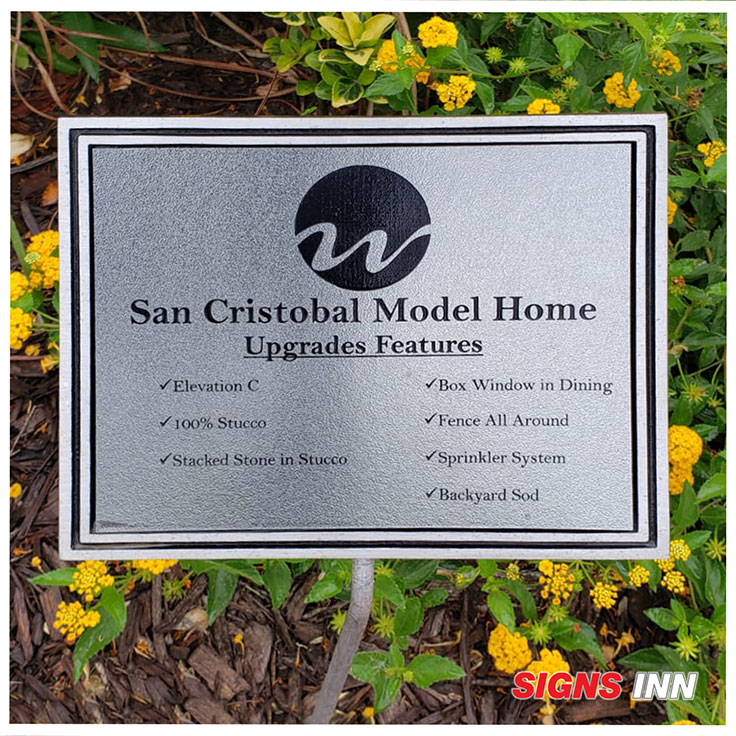 San Cristobal Model Home
Upgrades Features
✓Elevation C
✓100% Stucco
✓Stacked Stone in Stucco
✓Box Window in Dining
✓Fence All Around
✓Sprinkler System
✓Backyard Sod
SIGNS INN